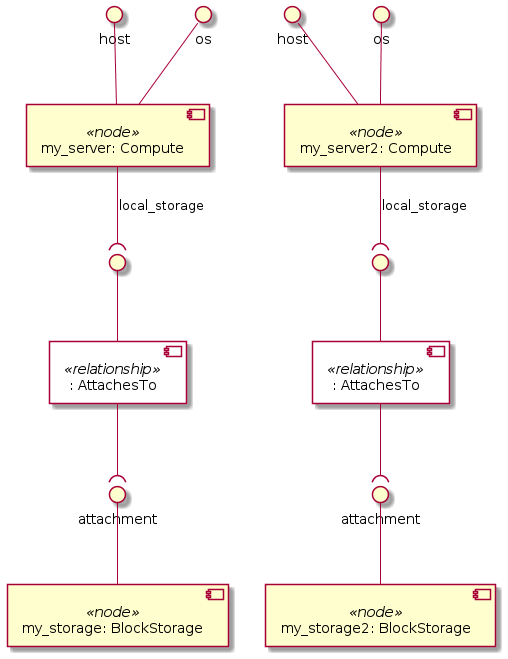 host
os
host
os
«node»
my_server: Compute
«node»
my_server2: Compute
local_storage
local_storage
«relationship»
: AttachesTo
«relationship»
: AttachesTo
attachment
attachment
«node»
my_storage: BlockStorage
«node»
my_storage2: BlockStorage